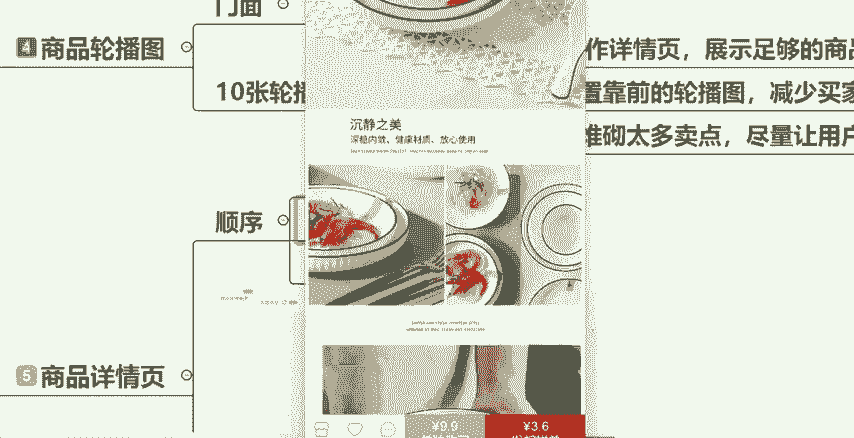 门面
4 商品轮播图
作详情页，展示足够的商品
10张轮播
置靠前的轮播图，减少买家
堆砌太多卖点，尽量让用户
沉静之美
深稳内敛、健康材质、放心使用
顺序
5 商品详情页
¥9.9
¥3.6